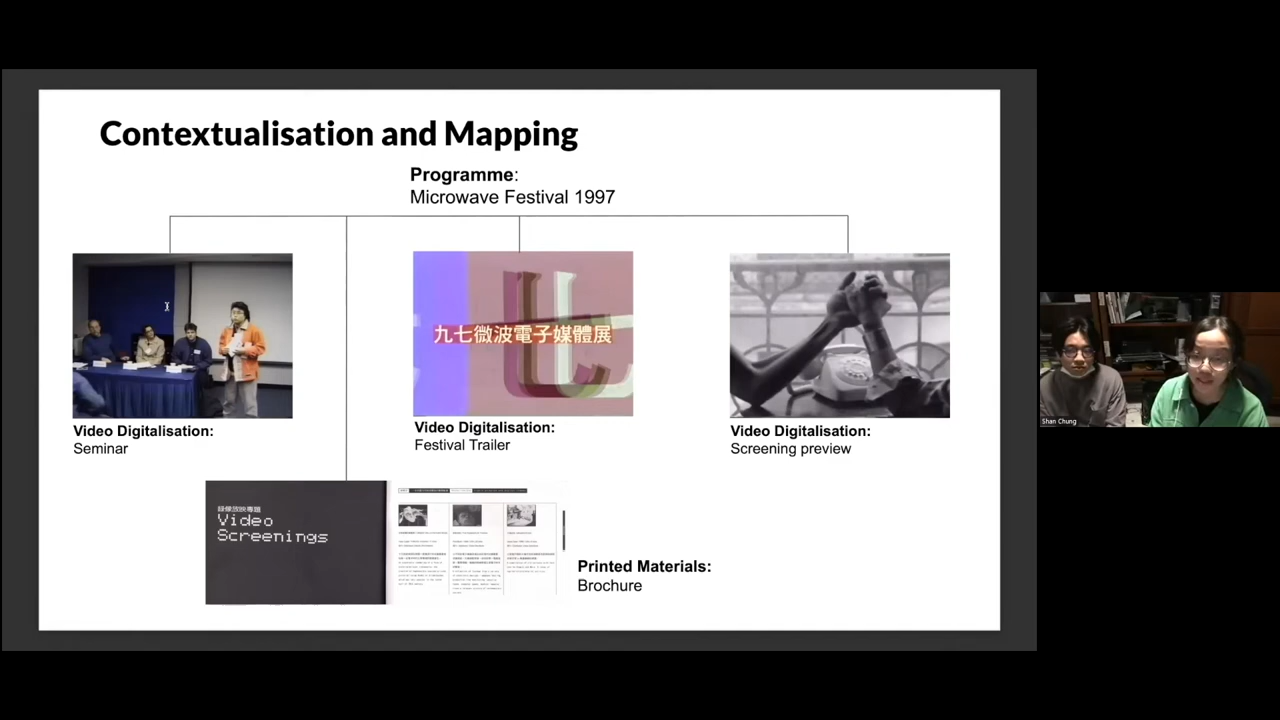 Contextualisation and Mapping
Programme:
Microwave Festival 1997
九七微波電子媒體展
Video Digitalisation:
Seminar
Video Digitalisation:
Festival Trailer
Video Digitalisation:
Screening preview
錄像放映專題
Video
Screenings
Printed Materials:
Brochure
Shan Chung